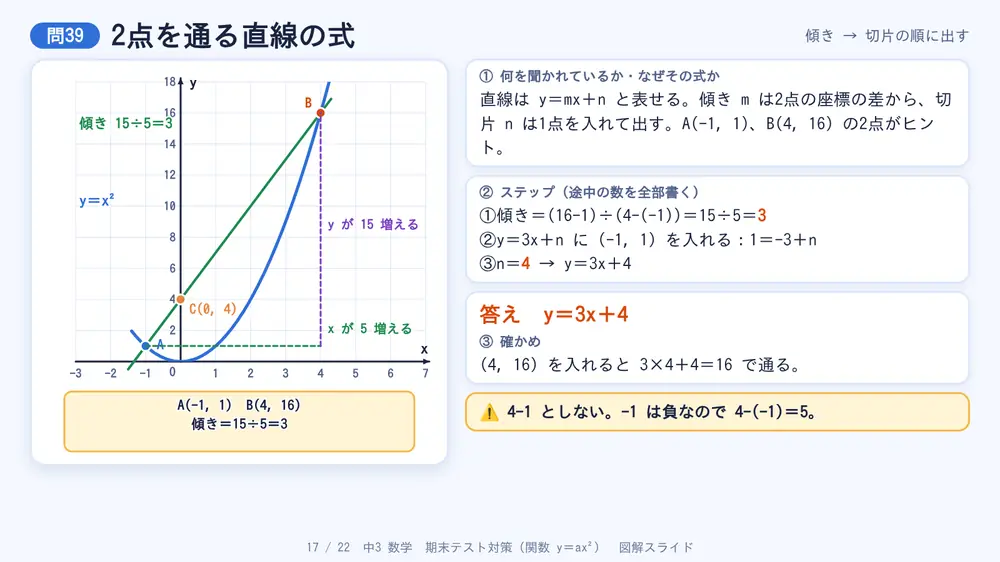 問39 2点を通る直線の式
傾き → 切片の順に出す
18 y
傾き 15÷5=3
16
B
14
12
y=x²
10
8
y が 15 増える
6
4
C(0, 4)
2
x が 5 増える
A
x
-3 -2 -1 0 1 2 3 4 5 6 7
A(-1, 1) B(4, 16)
傾き=15÷5=3
① 何を聞かれているか・なぜその式か
直線は y=mx+n と表せる。傾き m は2点の座標の差から、切
片 n は1点を入れて出す。A(-1, 1)、B(4, 16) の2点がヒン
ト。
② ステップ（途中の数を全部書く）
①傾き=(16-1)÷(4-(-1))=15÷5=3
②y=3x+n に (-1, 1) を入れる：1=-3+n
③n=4 → y=3x+4
答え y=3x+4
③ 確かめ
(4, 16) を入れると 3×4+4=16 で通る。
⚠️ 4-1 としない。-1 は負なので 4-(-1)=5。
17 / 22 中3 数学 期末テスト対策（関数 y=ax²） 図解スライド